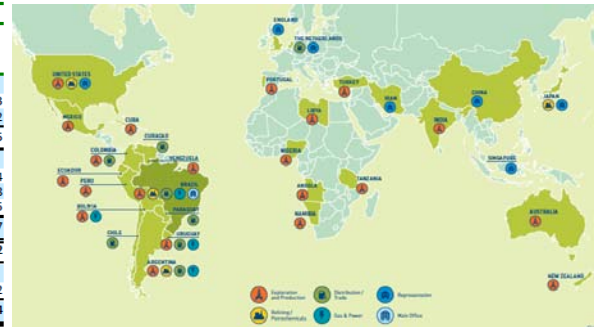 ENGLAND
THE NETHERLANDS
UNITED STATES
PORTUGAL
TURKEY
CHINA
JAPAN
IRAN
LIBYA
INDIA
MEXICO
CUBA
CURAÇAO
COLOMBIA
VENEZUELA
NIGERIA
SINGAPURE
ECUADOR
PERU
BRAZIL
TANZANIA
ANGOLA
BOLIVIA
PARAGUAY
NAMIBIA
AUSTRALIA
CHILE
URUGUAY
ARGENTINA
NEW ZEALAND
Exploration and Production
Distribution / Trade
Representation
Refining / Petrochemicals
Gas & Power
Main Office